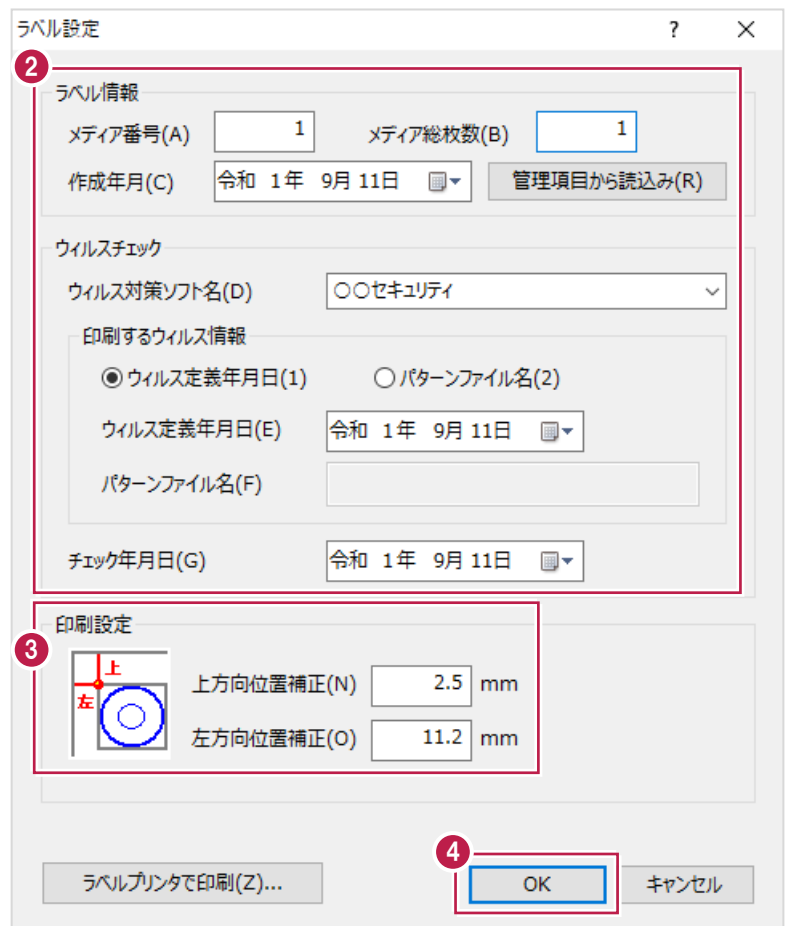 ラベル設定 ? ×
2
ラベル情報
メディア番号(A) 1 メディア総枚数(B) 1
作成年月(C) 令和 1年 9月 11日 管理項目から読込み(R)
ウィルスチェック
ウィルス対策ソフト名(D) 〇〇セキュリティ
印刷するウィルス情報
ウィルス定義年月日(1) パターンファイル名(2)
ウィルス定義年月日(E) 令和 1年 9月 11日
パターンファイル名(F)
チェック年月日(G) 令和 1年 9月 11日
3
印刷設定
上
左
上方向位置補正(N) 2.5 mm
左方向位置補正(O) 11.2 mm
4
ラベルプリンタで印刷(Z)... OK キャンセル